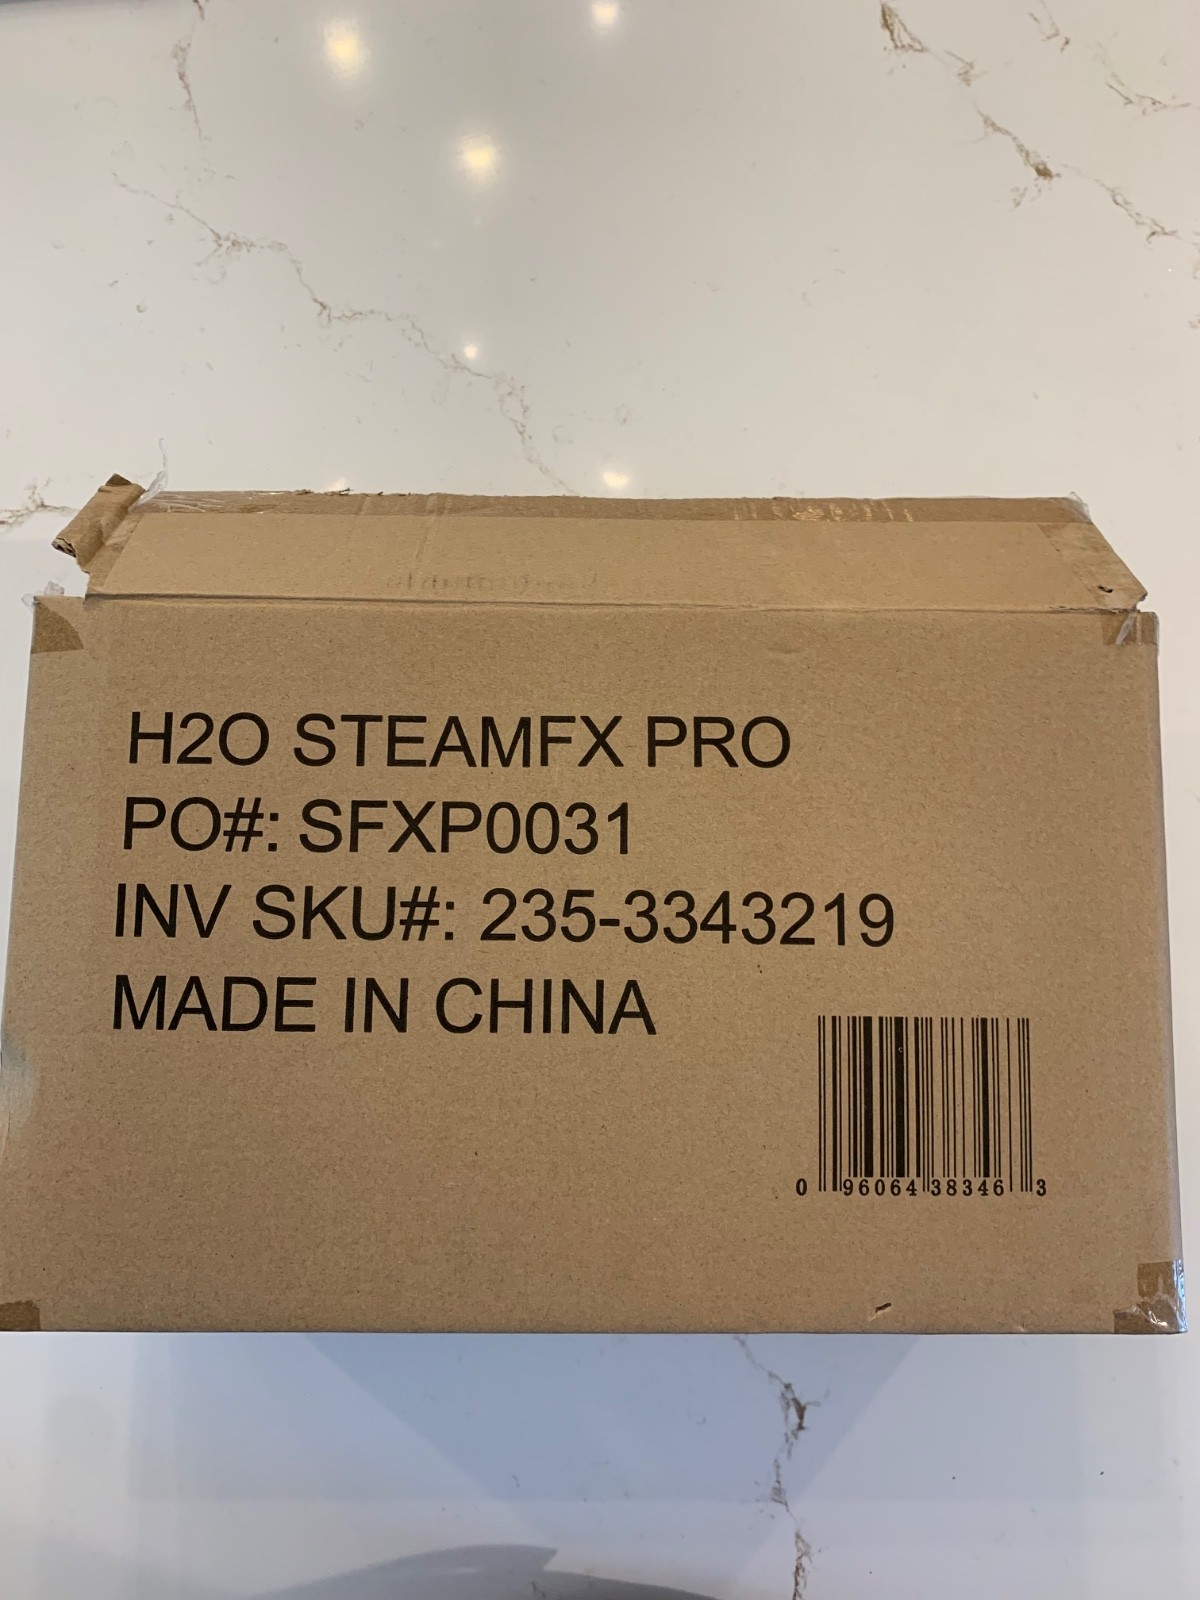 H2O STEAMFX PRO
PO#: SFXP0031
INV SKU#: 235-3343219
MADE IN CHINA
0 96064 38346 3